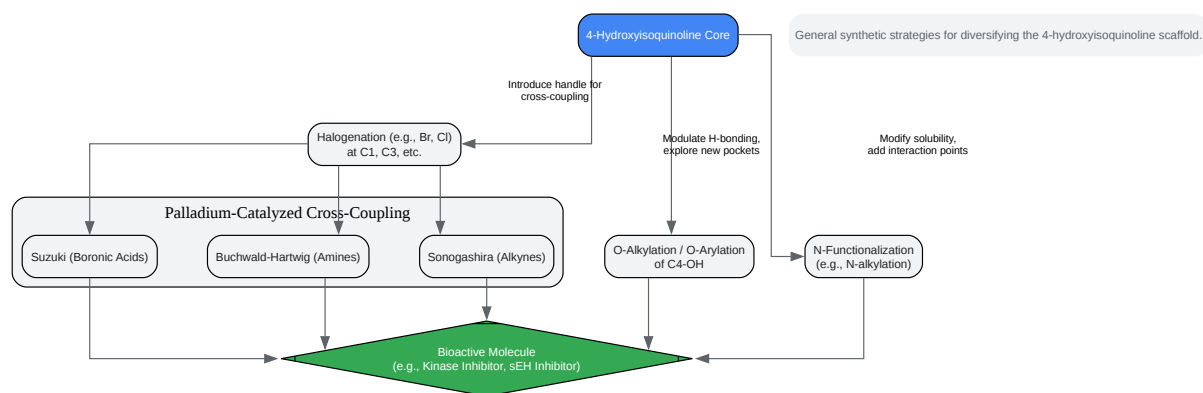 4-Hydroxyisoquinoline Core
General synthetic strategies for diversifying the 4-hydroxyisoquinoline scaffold.
Introduce handle for
cross-coupling
Halogenation (e.g., Br, Cl)
at C1, C3, etc.
Modulate H-bonding,
explore new pockets
Modify solubility,
add interaction points
Palladium-Catalyzed Cross-Coupling
Suzuki (Boronic Acids)
Buchwald-Hartwig (Amines)
Sonogashira (Alkynes)
O-Alkylation / O-Arylation
of C4-OH
N-Functionalization
(e.g., N-alkylation)
Bioactive Molecule
(e.g., Kinase Inhibitor, sEH Inhibitor)